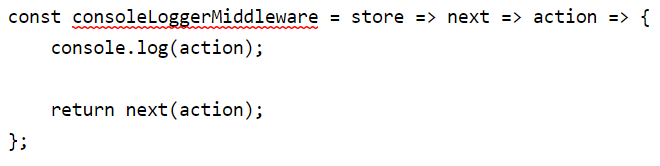 const consoleLoggerMiddleware = store => next => action => {
    console.log(action);

    return next(action);
};